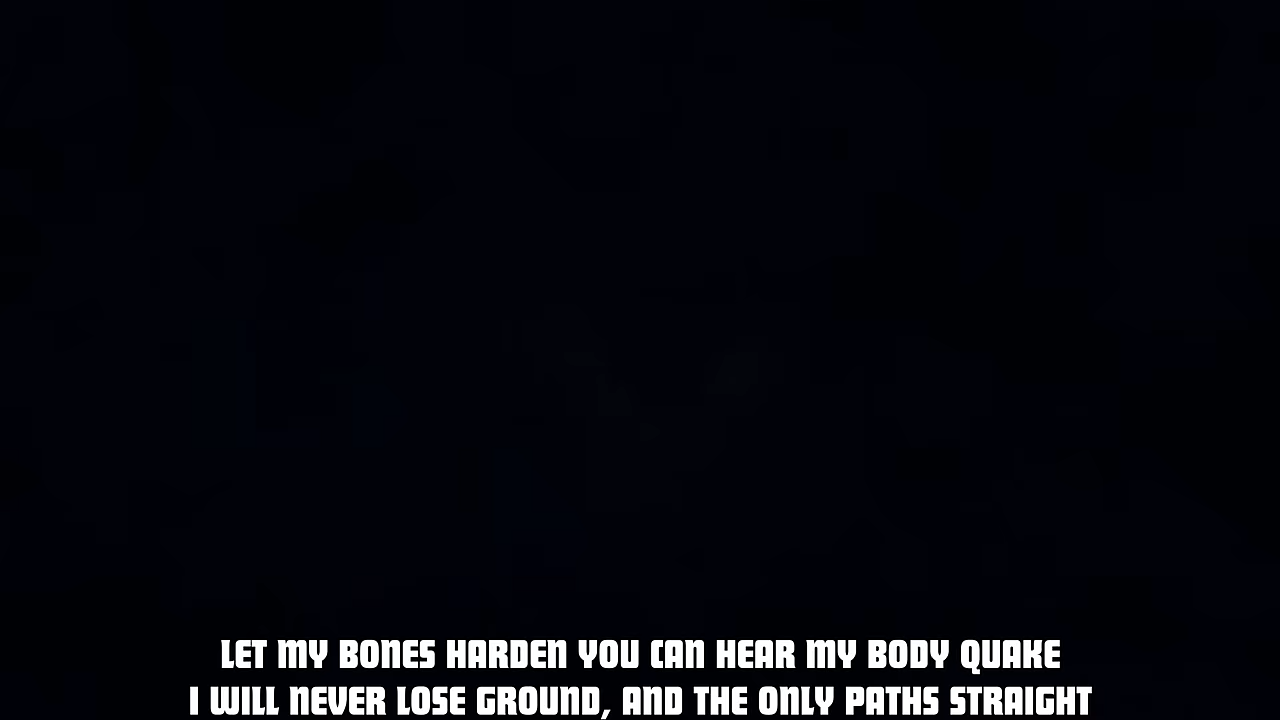 LET MY BONES HARDEN YOU CAN HEAR MY BODY QUAKE
I WILL NEVER LOSE GROUND, AND THE ONLY PATHS STRAIGHT